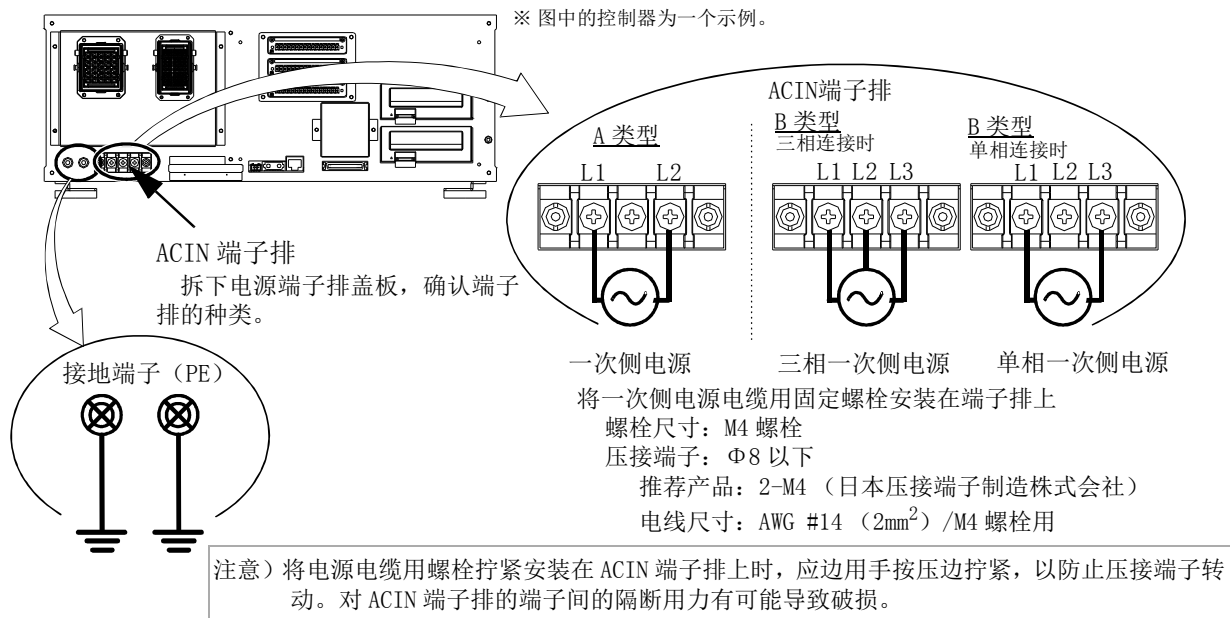 ※ 图中的控制器为一个示例。
ACIN端子排
A 类型
B 类型
三相连接时
B 类型
单相连接时
L1 L2
L1 L2 L3
L1 L2 L3
ACIN 端子排
拆下电源端子排盖板，确认端子
排的种类。
一次侧电源
三相一次侧电源
单相一次侧电源
接地端子（PE）
将一次侧电源电缆用固定螺栓安装在端子排上
螺栓尺寸：M4 螺栓
压接端子：Φ8 以下
推荐产品：2-M4 （日本压接端子制造株式会社）
电线尺寸：AWG #14 （2mm²）/M4 螺栓用
注意）将电源电缆用螺栓拧紧安装在 ACIN 端子排上时，应边用手按压边拧紧，以防止压接端子转
动。对 ACIN 端子排的端子间的隔断用力有可能导致破损。